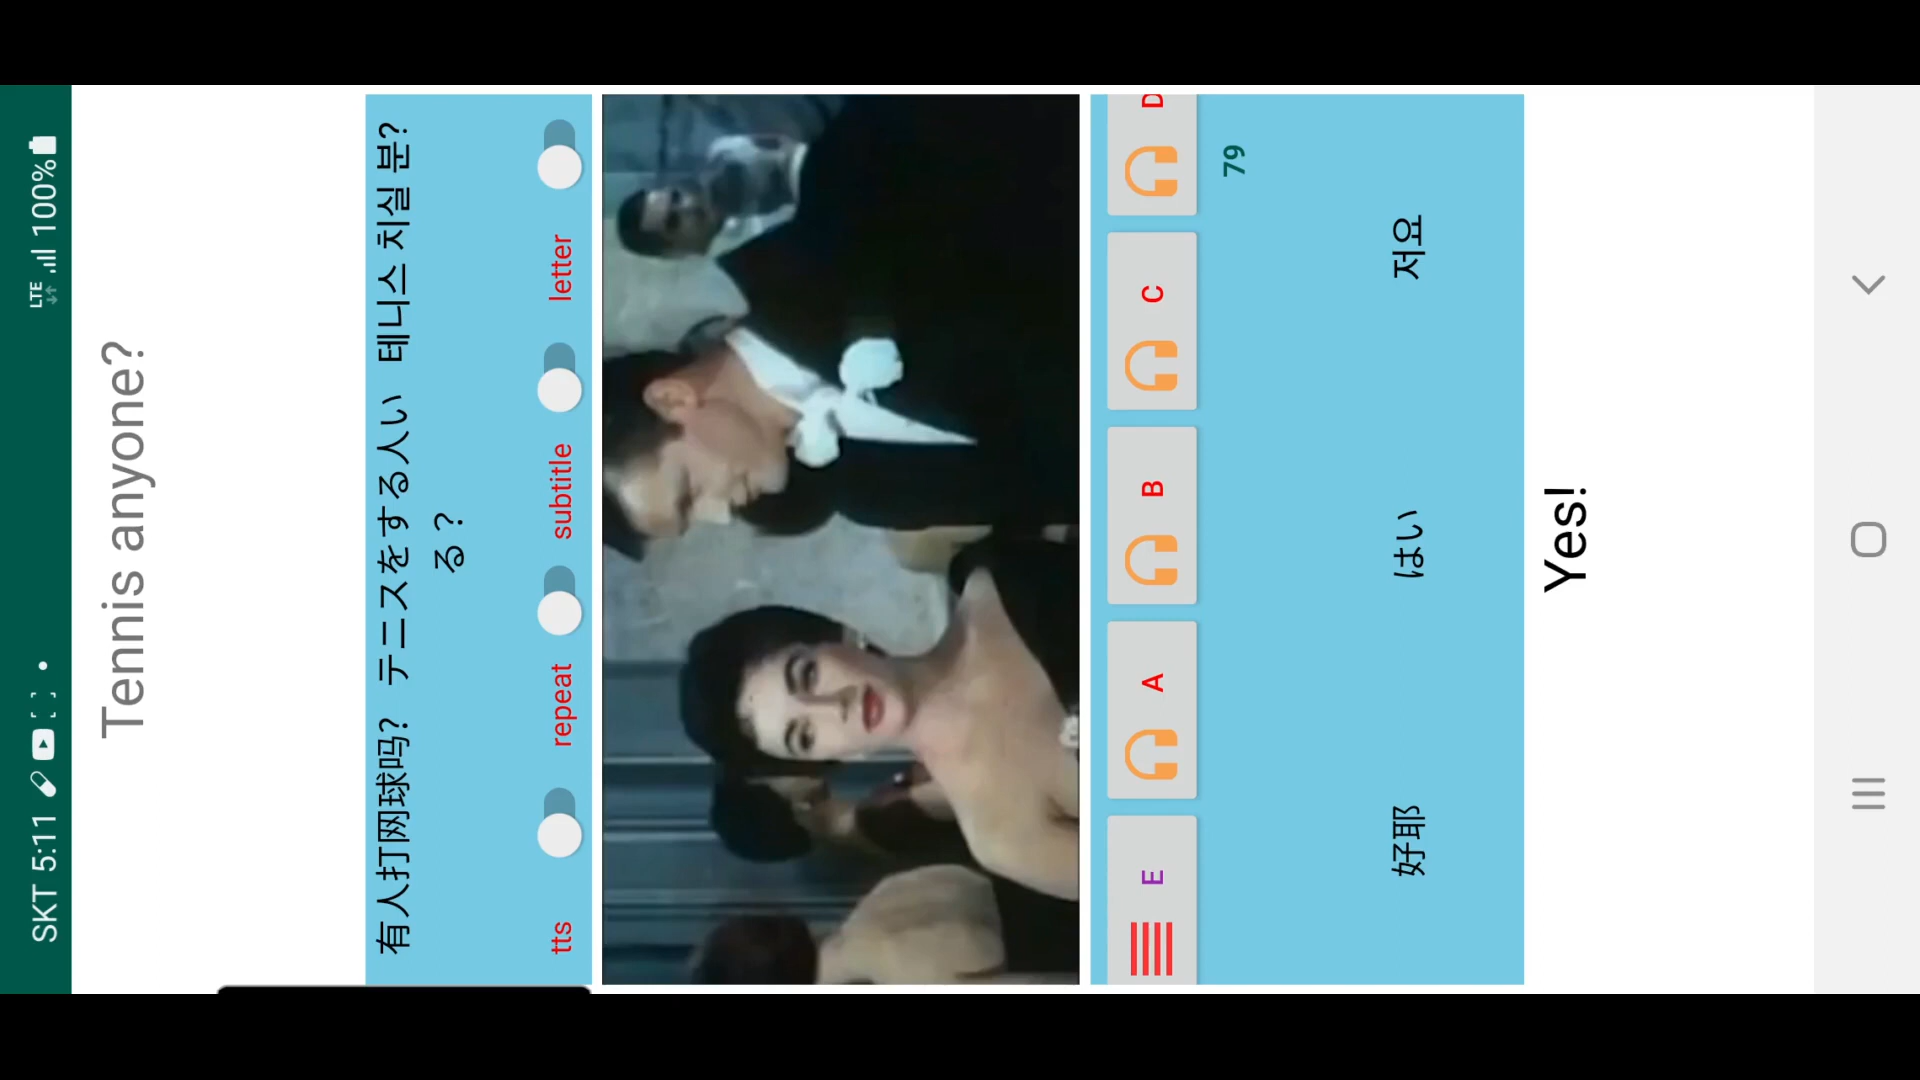 SKT 5:11 LTE 100%
Tennis anyone?
有人打网球吗? テニスをする人い 테니스 치실 분?
る？
tts repeat subtitle letter
E A B C D
79
好耶 はい 저요
Yes!